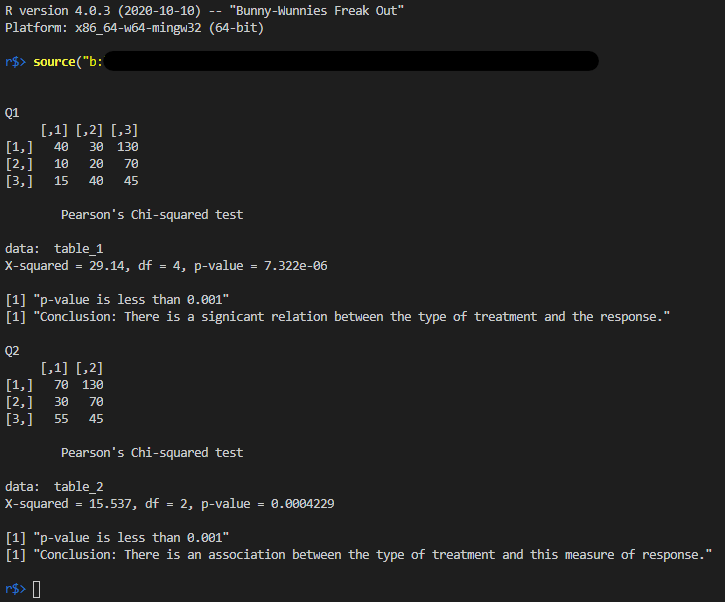 R version 4.0.3 (2020-10-10) -- "Bunny-Wunnies Freak Out"
Platform: x86_64-w64-mingw32 (64-bit)
r$> source("b:
Q1
[,1] [,2] [,3]
[1,] 40 30 130
[2,] 10 20 70
[3,] 15 40 45
Pearson's Chi-squared test
data: table_1
X-squared = 29.14, df = 4, p-value = 7.322e-06
[1] "p-value is less than 0.001"
[1] "Conclusion: There is a signicant relation between the type of treatment and the response."
Q2
[,1] [,2]
[1,] 70 130
[2,] 30 70
[3,] 55 45
Pearson's Chi-squared test
data: table_2
X-squared = 15.537, df = 2, p-value = 0.0004229
[1] "p-value is less than 0.001"
[1] "Conclusion: There is an association between the type of treatment and this measure of response."
r$>